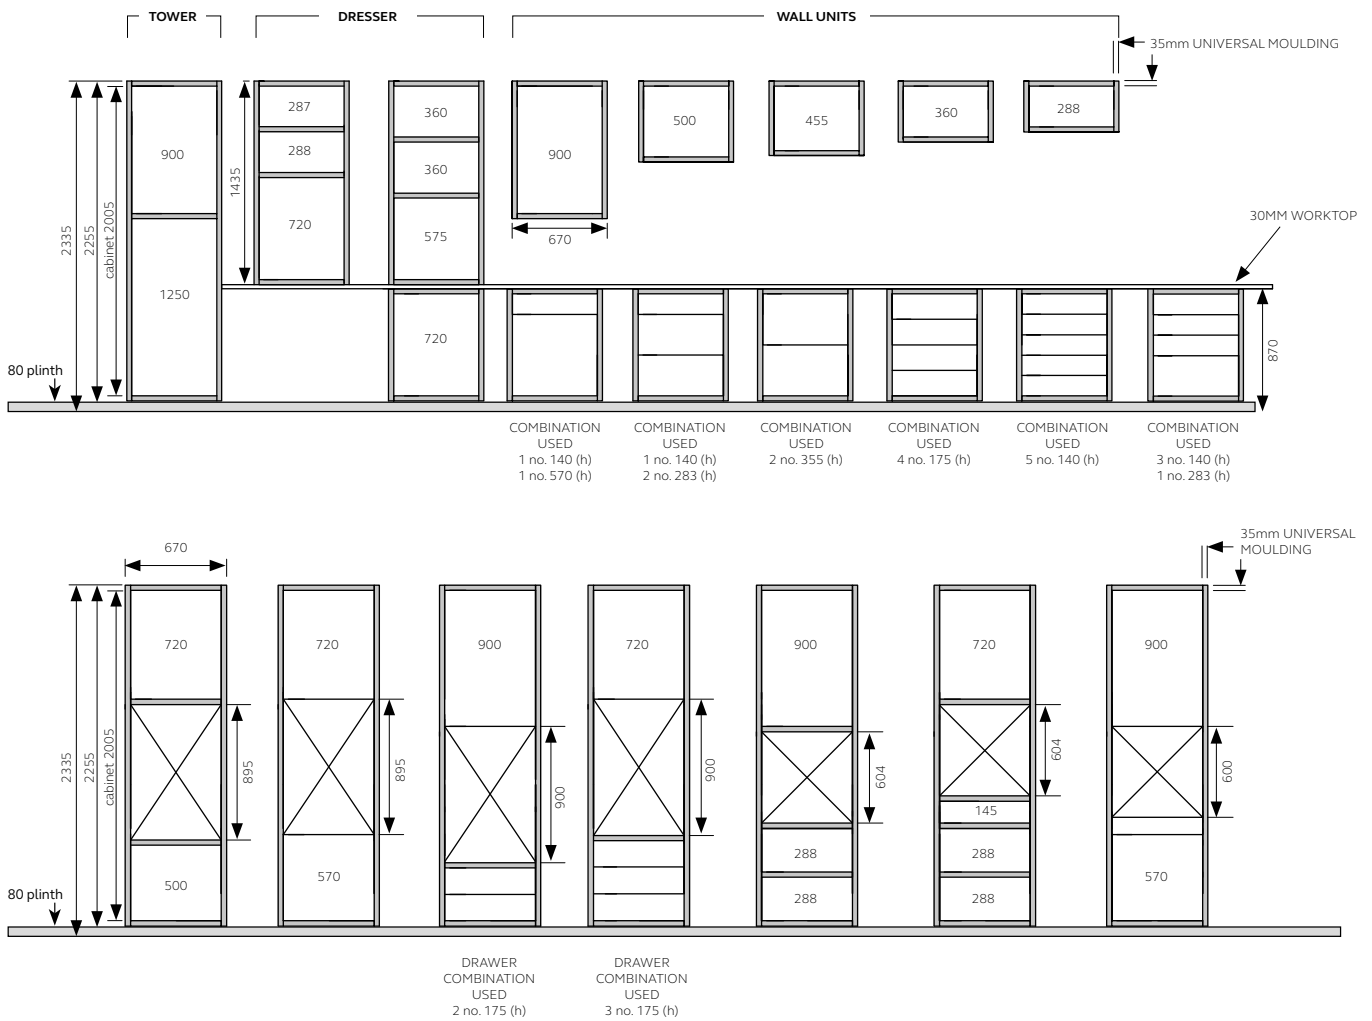 TOWER
DRESSER
WALL UNITS
35mm UNIVERSAL MOULDING
2335
2255
cabinet 2005
900
1250
1435
287
288
720
360
360
575
720
900
670
500
455
360
288
30MM WORKTOP
870
80 plinth
COMBINATION
USED
1 no. 140 (h)
1 no. 570 (h)
COMBINATION
USED
1 no. 140 (h)
2 no. 283 (h)
COMBINATION
USED
2 no. 355 (h)
COMBINATION
USED
4 no. 175 (h)
COMBINATION
USED
5 no. 140 (h)
COMBINATION
USED
3 no. 140 (h)
1 no. 283 (h)
35mm UNIVERSAL
MOULDING
670
2335
2255
cabinet 2005
80 plinth
720
895
500
720
895
570
900
900
720
900
900
604
288
288
720
604
145
288
288
900
600
570
DRAWER
COMBINATION
USED
2 no. 175 (h)
DRAWER
COMBINATION
USED
3 no. 175 (h)